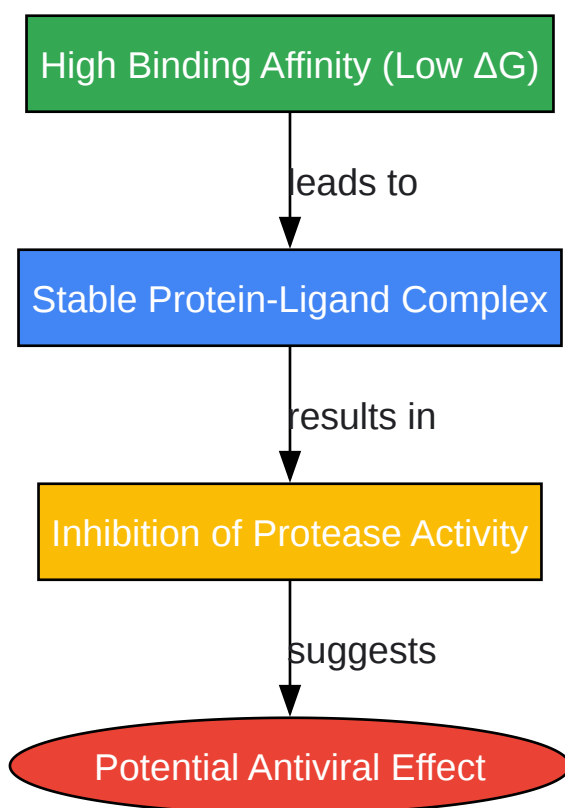 High Binding Affinity (Low ΔG)
leads to
Stable Protein-Ligand Complex
results in
Inhibition of Protease Activity
suggests
Potential Antiviral Effect